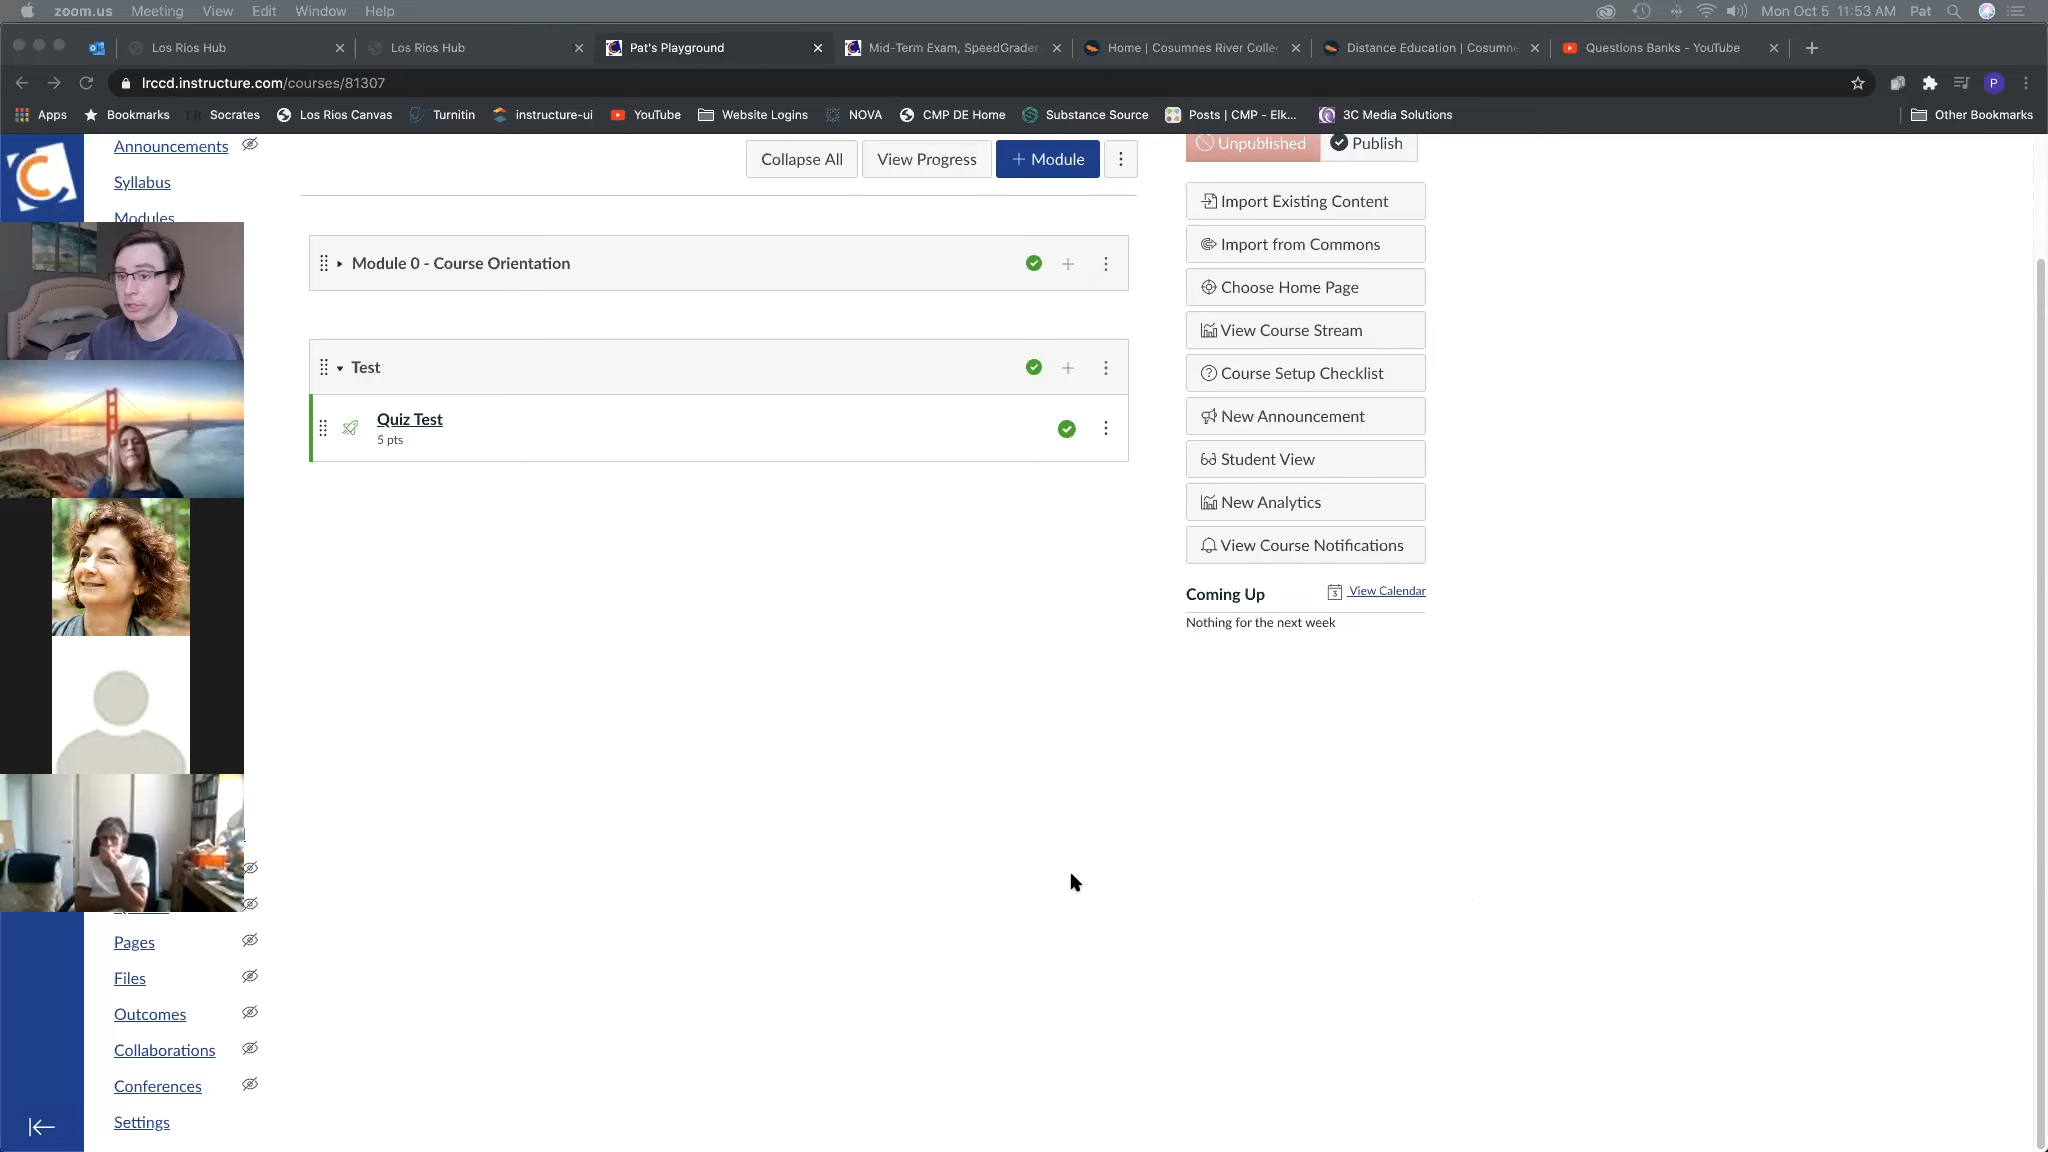 zoom.us Meeting View Edit Window Help Mon Oct 5 11:53 AM Pat
Los Rios Hub Los Rios Hub Pat's Playground Mid-Term Exam, SpeedGrader Home | Cosumnes River Colle Distance Education | Cosumne Questions Banks - YouTube
lrccd.instructure.com/courses/81307 P
Apps Bookmarks Socrates Los Rios Canvas Turnitin instructure-ui YouTube Website Logins NOVA CMP DE Home Substance Source Posts | CMP - Elk... 3C Media Solutions Other Bookmarks
Announcements
Syllabus
Modules
Pages
Files
Outcomes
Collaborations
Conferences
Settings
Collapse All View Progress + Module
Module 0 - Course Orientation
Test
Quiz Test
5 pts
Unpublished Publish
Import Existing Content
Import from Commons
Choose Home Page
View Course Stream
Course Setup Checklist
New Announcement
Student View
New Analytics
View Course Notifications
Coming Up 3 View Calendar
Nothing for the next week